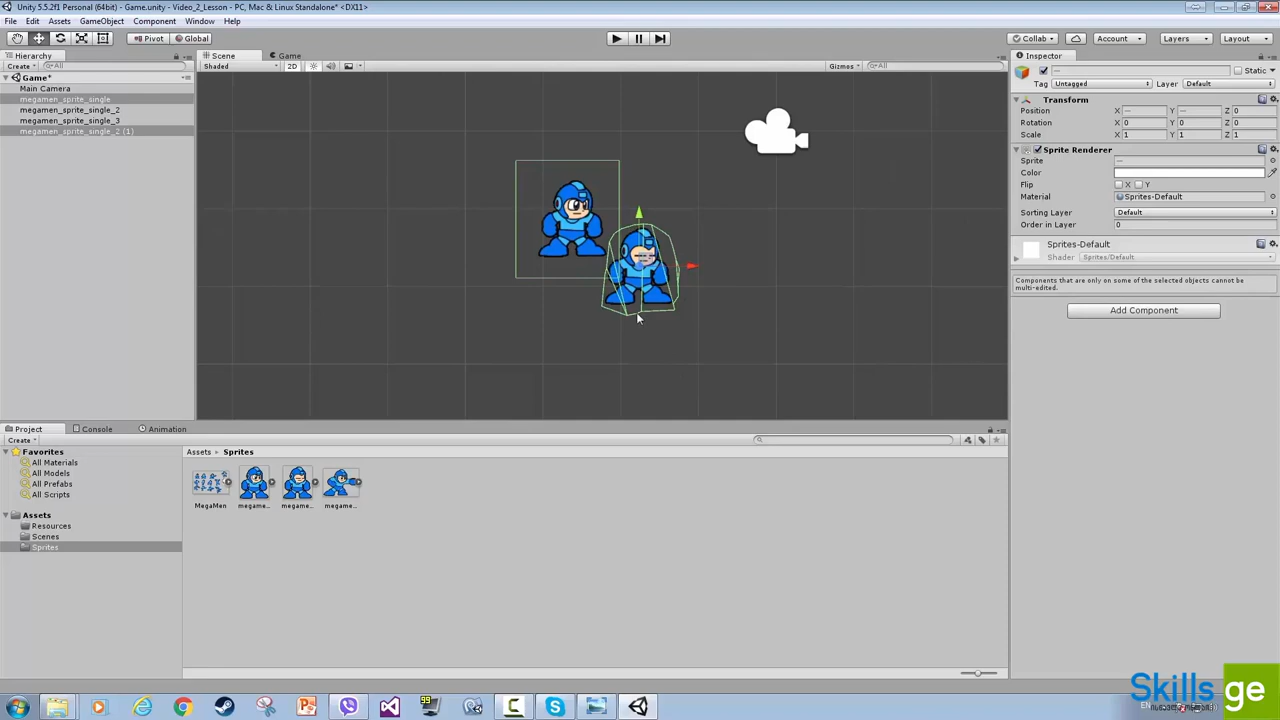 Unity 5.5.2f1 Personal (64bit) - Game.unity - Video_2_Lesson - PC, Mac & Linux Standalone* <DX11>
File Edit Assets GameObject Component Window Help
Pivot Global Collab Account Layers Layout
Hierarchy Scene Game Inspector
Create All Shaded 2D Gizmos All
Static
Game*
Tag Untagged Layer Default
Main Camera
megamen_sprite_single
Transform
megamen_sprite_single_2
Position X — Y — Z 0
megamen_sprite_single_3
Rotation X 0 Y 0 Z 0
megamen_sprite_single_2 (1)
Scale X 1 Y 1 Z 1
Sprite Renderer
Sprite —
Color
Flip X Y
Material Sprites-Default
Sorting Layer Default
Order in Layer 0
Sprites-Default
Shader Sprites/Default
Components that are only on some of the selected objects cannot be
multi-edited.
Add Component
Project Console Animation
Create
Favorites
Assets ▸ Sprites
All Materials
All Models
All Prefabs
All Scripts
MegaMen megame... megame... megame...
Assets
Resources
Scenes
Sprites
99
Skills ge